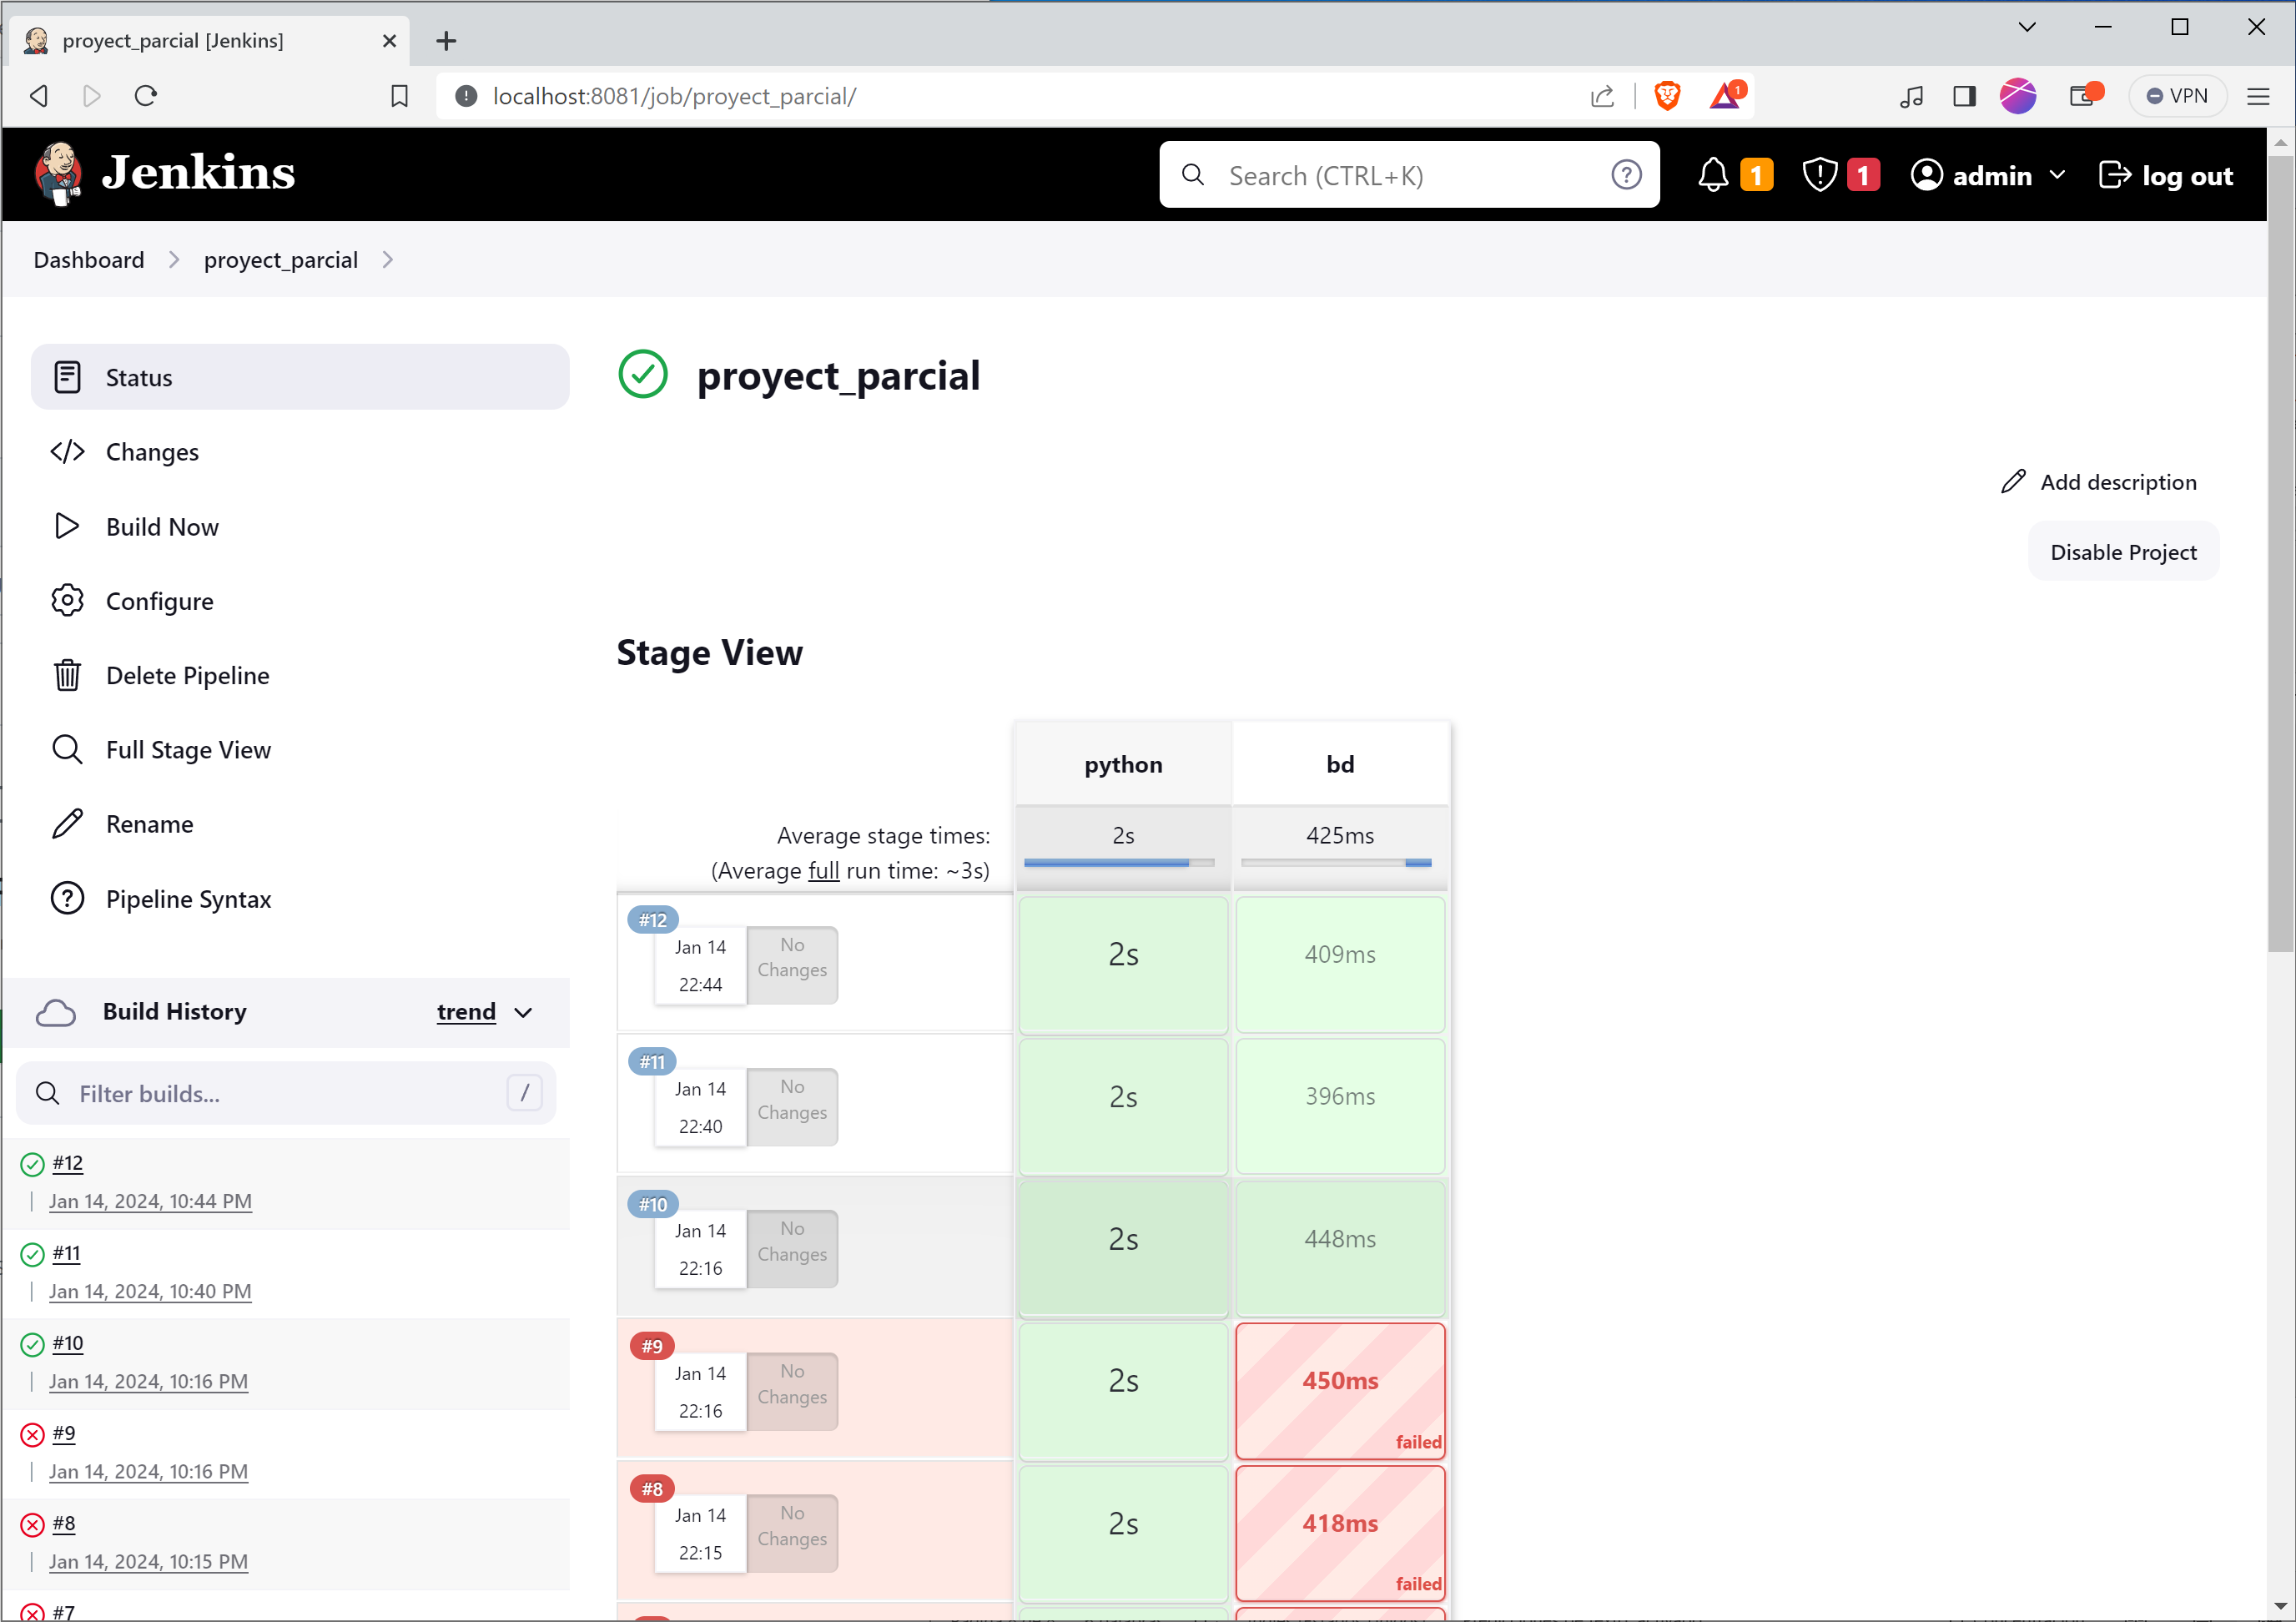 proyect_parcial [Jenkins]
localhost:8081/job/proyect_parcial/
1
VPN
Jenkins
Search (CTRL+K)
?
1
1
admin
log out
Dashboard
proyect_parcial
Status
Changes
Build Now
Configure
Delete Pipeline
Full Stage View
Rename
Pipeline Syntax
Build History
trend
Filter builds...
/
#12
Jan 14, 2024, 10:44 PM
#11
Jan 14, 2024, 10:40 PM
#10
Jan 14, 2024, 10:16 PM
#9
Jan 14, 2024, 10:16 PM
#8
Jan 14, 2024, 10:15 PM
#7
proyect_parcial
Add description
Disable Project
Stage View
python
bd
Average stage times:
2s
425ms
(Average full run time: ~3s)
#12
Jan 14
22:44
No
Changes
2s
409ms
#11
Jan 14
22:40
No
Changes
2s
396ms
#10
Jan 14
22:16
No
Changes
2s
448ms
#9
Jan 14
22:16
No
Changes
2s
450ms
failed
#8
Jan 14
22:15
No
Changes
2s
418ms
failed